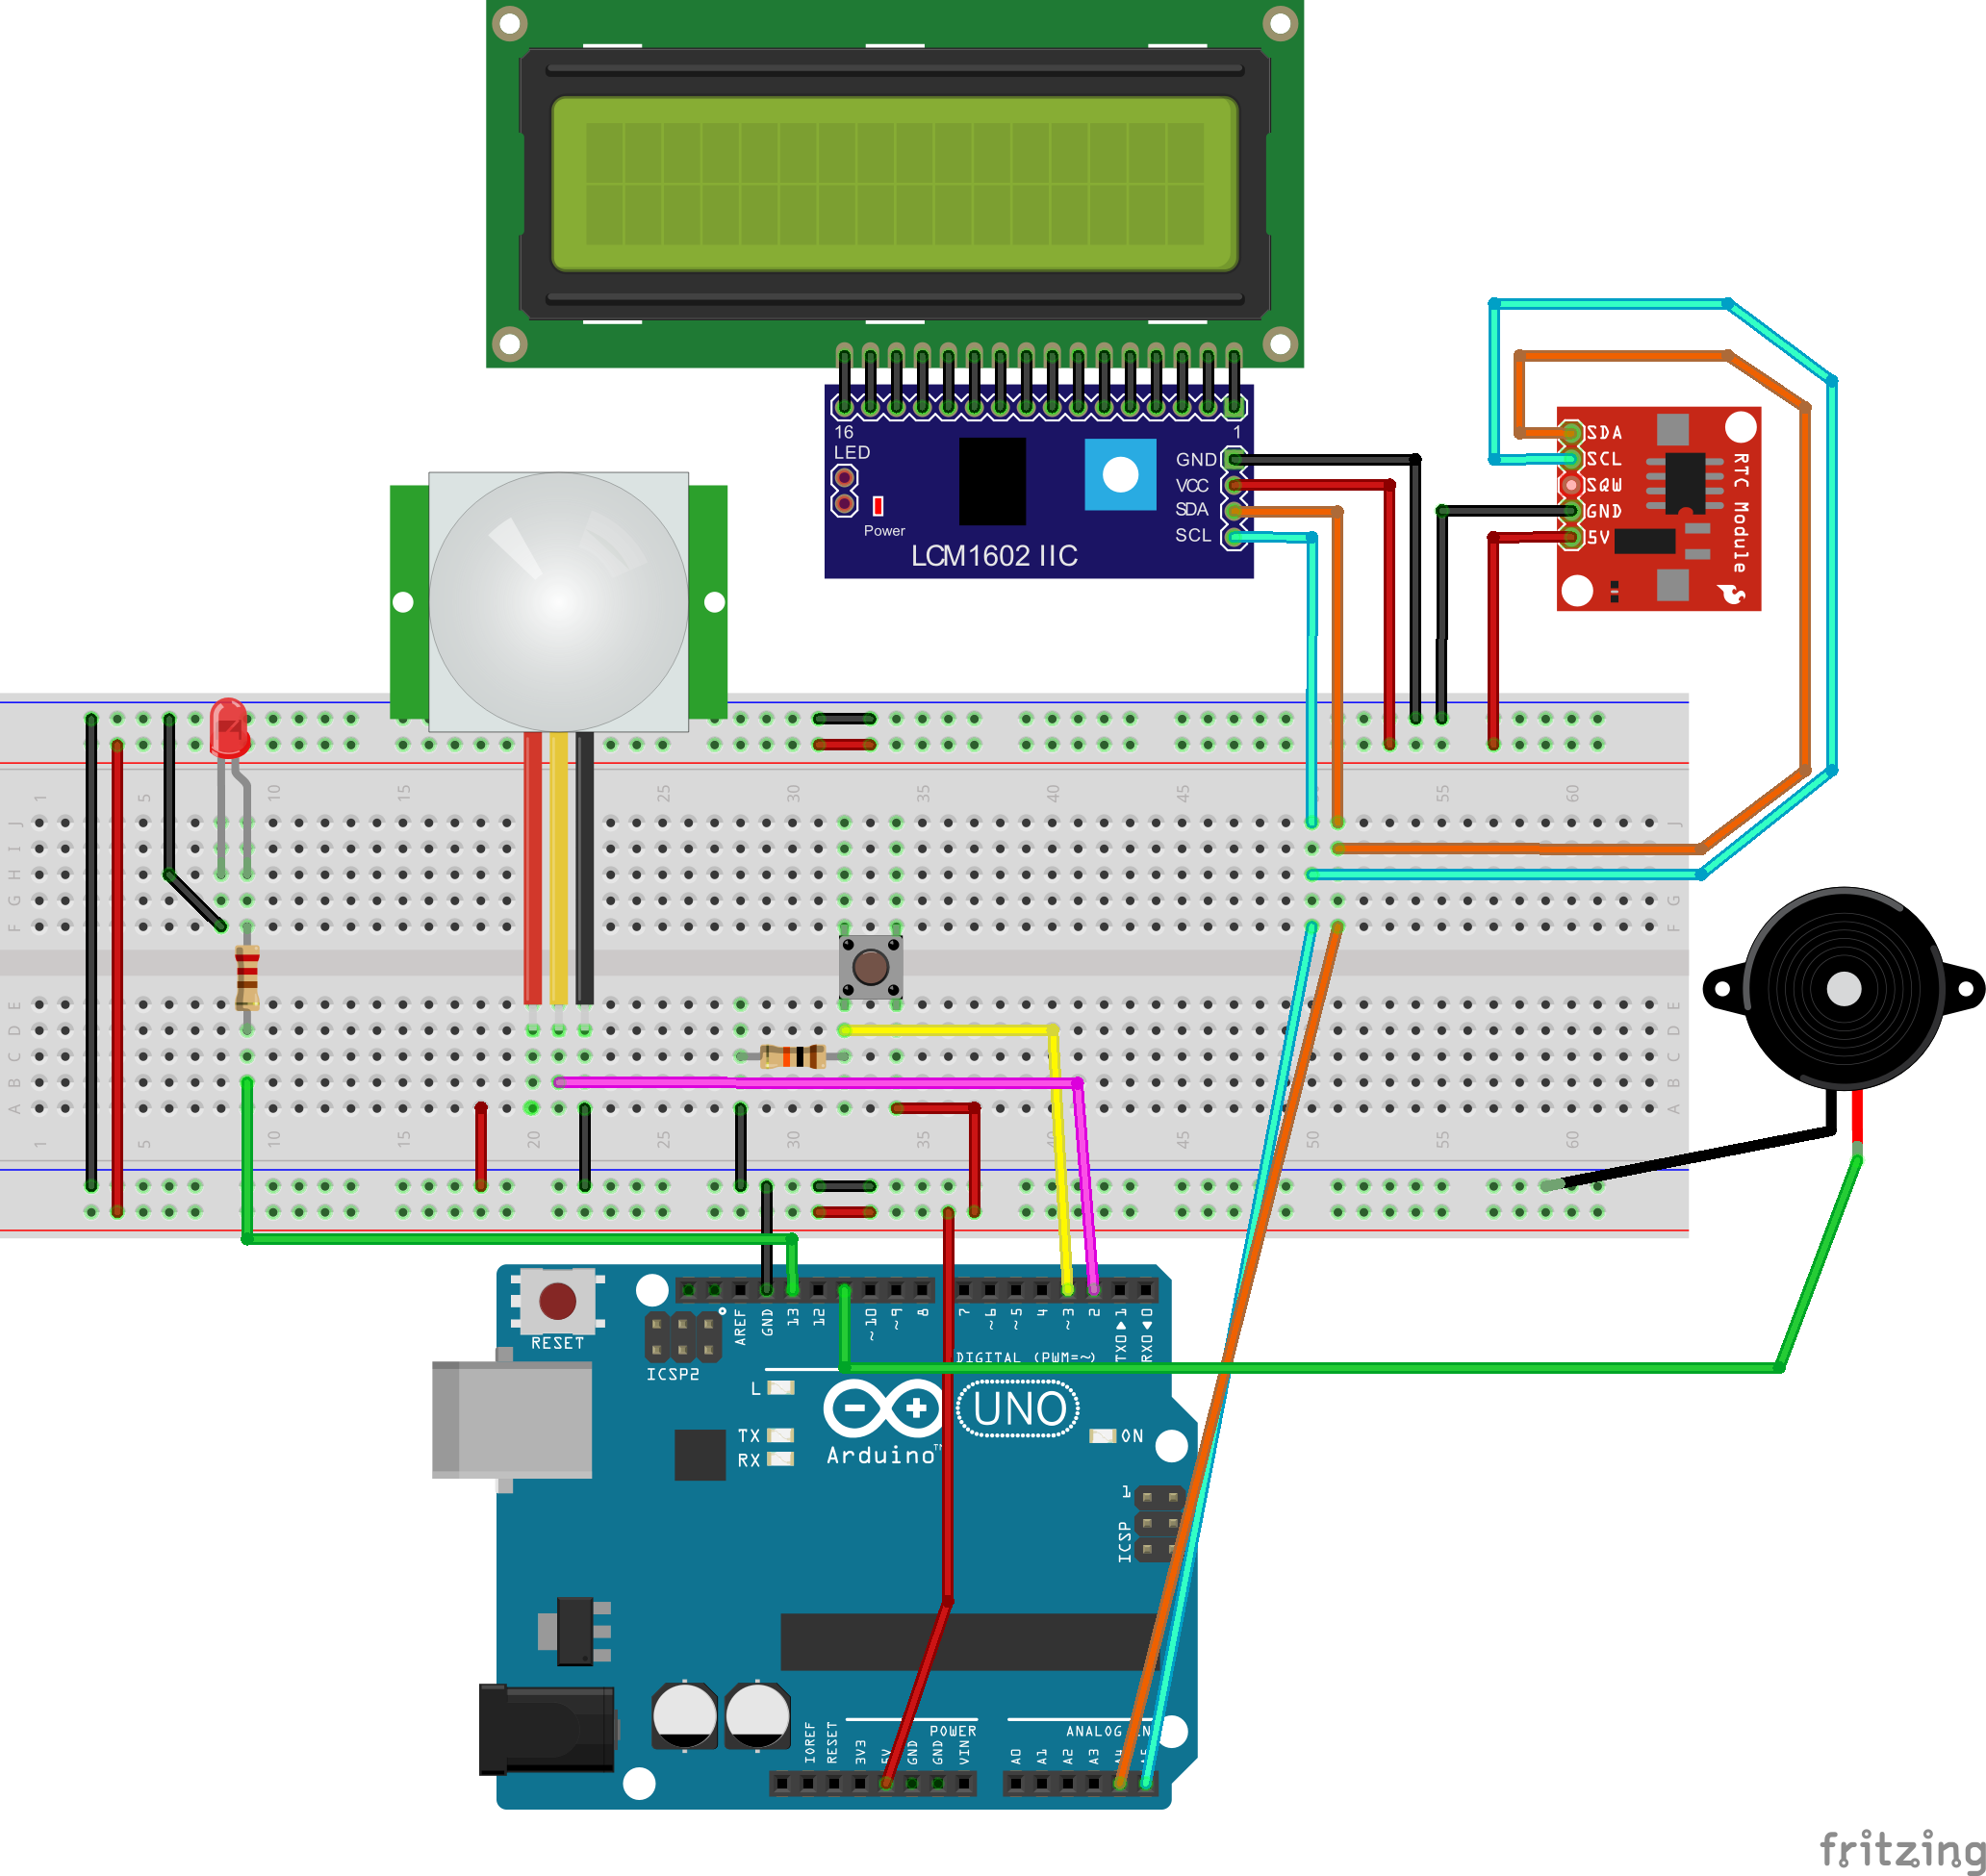 16
1
LED
GND
VCC
SDA
SCL
Power
LCM1602 IIC
SDA
SCL
SQW
GND
5V
RTC Module
1
5
10
15
25
30
35
40
45
50
55
60
J
I
H
G
F
J
G
F
E
D
C
B
A
E
D
C
B
A
1
5
10
15
20
25
30
35
40
45
50
55
60
RESET
ICSP2
AREF
GND
13
12
~10
~9
8
7
~6
~5
4
~3
2
TX0▶1
RX0◀0
DIGITAL (PWM=~)
L
TX
RX
Arduino™
UNO
ON
1
ICSP
POWER
ANALOG IN
IOREF
RESET
3V3
5V
GND
GND
VIN
A0
A1
A2
A3
A4
A5
fritzing